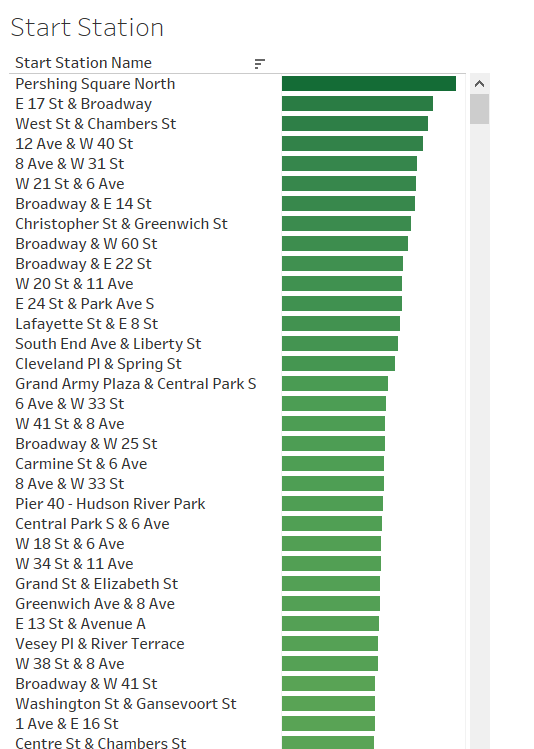 Start Station
Start Station Name
Pershing Square North
E 17 St & Broadway
West St & Chambers St
12 Ave & W 40 St
8 Ave & W 31 St
W 21 St & 6 Ave
Broadway & E 14 St
Christopher St & Greenwich St
Broadway & W 60 St
Broadway & E 22 St
W 20 St & 11 Ave
E 24 St & Park Ave S
Lafayette St & E 8 St
South End Ave & Liberty St
Cleveland Pl & Spring St
Grand Army Plaza & Central Park S
6 Ave & W 33 St
W 41 St & 8 Ave
Broadway & W 25 St
Carmine St & 6 Ave
8 Ave & W 33 St
Pier 40 - Hudson River Park
Central Park S & 6 Ave
W 18 St & 6 Ave
W 34 St & 11 Ave
Grand St & Elizabeth St
Greenwich Ave & 8 Ave
E 13 St & Avenue A
Vesey Pl & River Terrace
W 38 St & 8 Ave
Broadway & W 41 St
Washington St & Gansevoort St
1 Ave & E 16 St
Centre St & Chambers St